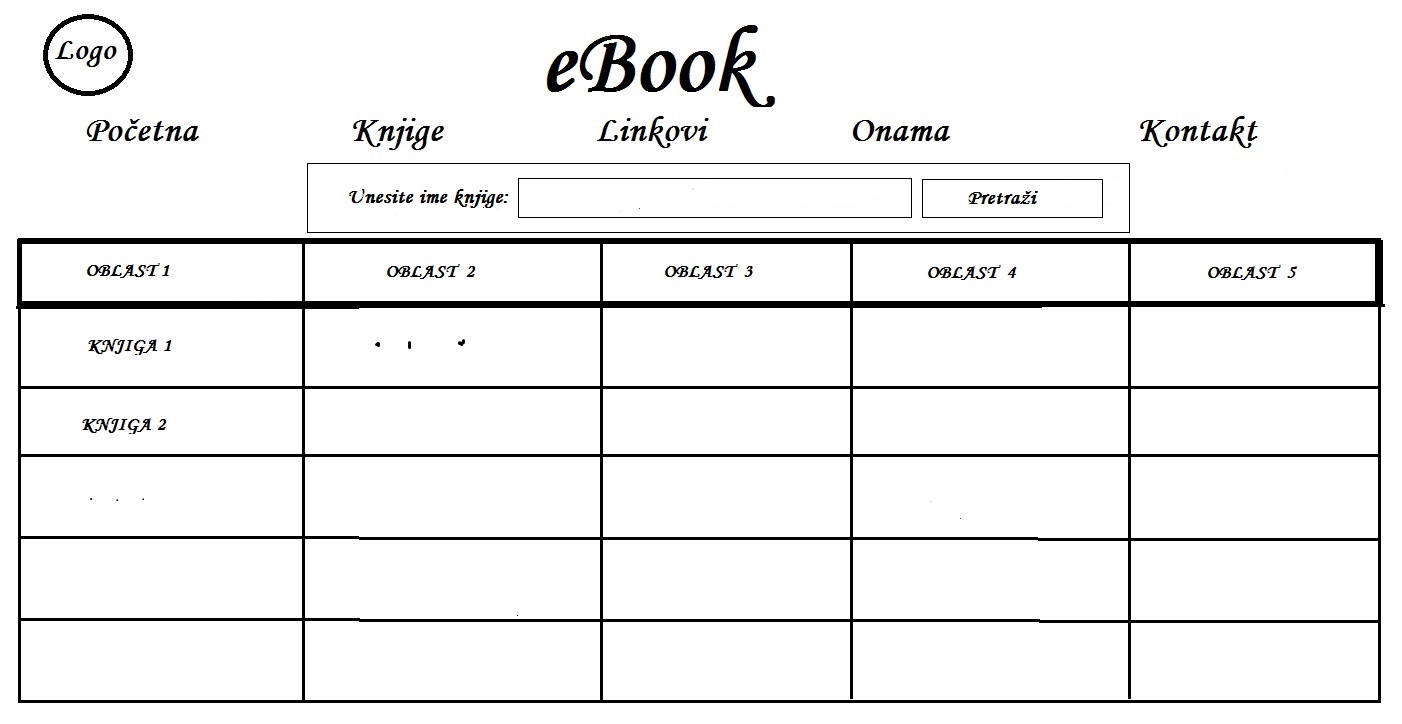 Logo
eBook
Početna Knjige Linkovi Onama Kontakt
Unesite ime knjige: Pretraži
OBLAST 1 OBLAST 2 OBLAST 3 OBLAST 4 OBLAST 5
KNJIGA 1 . . .
KNJIGA 2
. . .